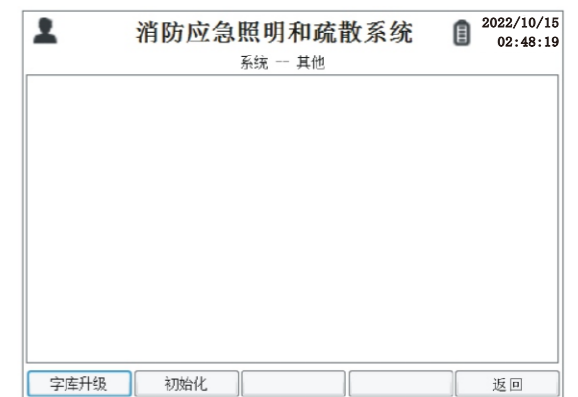 消防应急照明和疏散系统
2022/10/15
02:48:19
系统 -- 其他
字库升级 初始化 返回